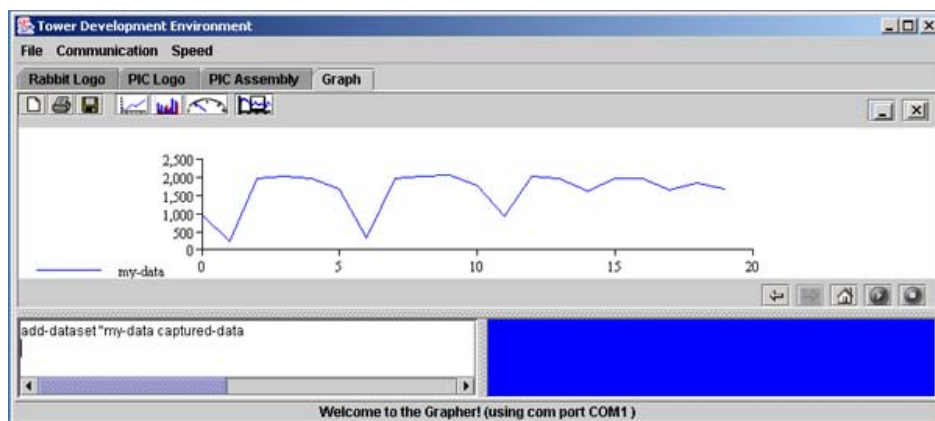 Tower Development Environment
File Communication Speed
Rabbit Logo PIC Logo PIC Assembly Graph
2,500
2,000
1,500
1,000
500
0
0 5 10 15 20
my-data
add-dataset "my-data captured-data
Welcome to the Grapher! (using com port COM1 )